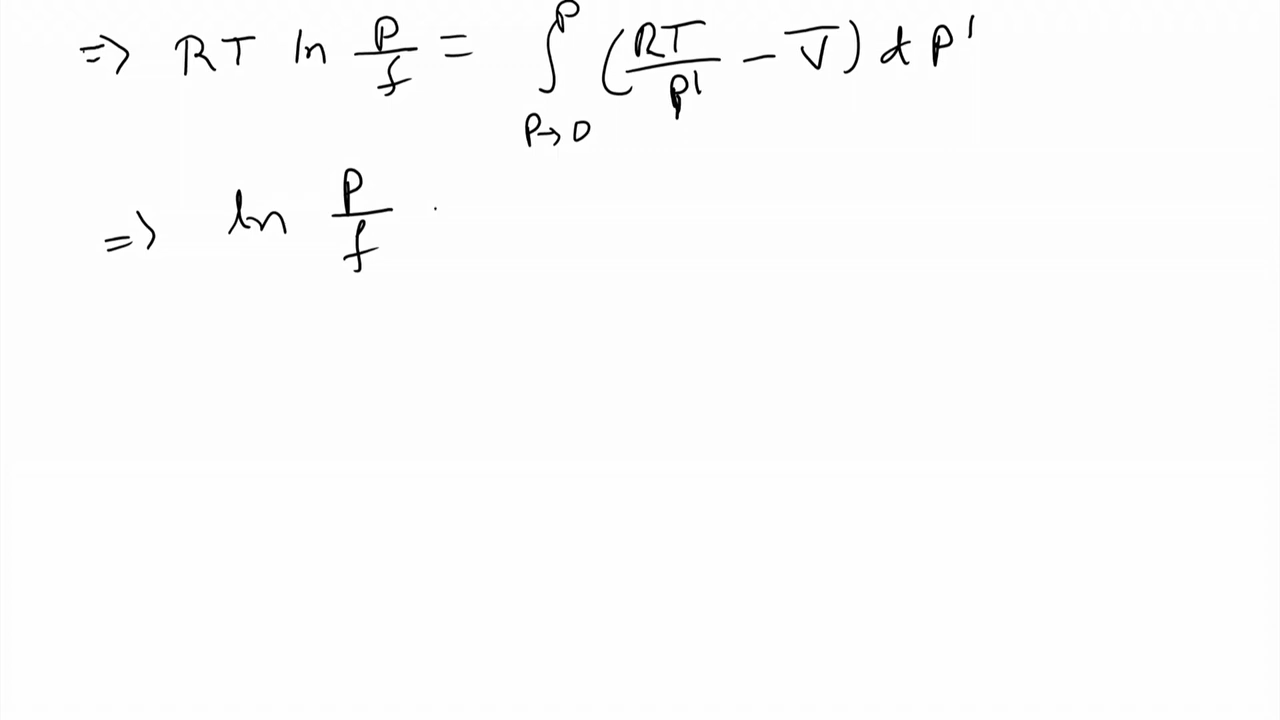 => RT ln P/f = ∫_{P→0}^{P} (RT/P' - V̅) dP'
=> ln P/f